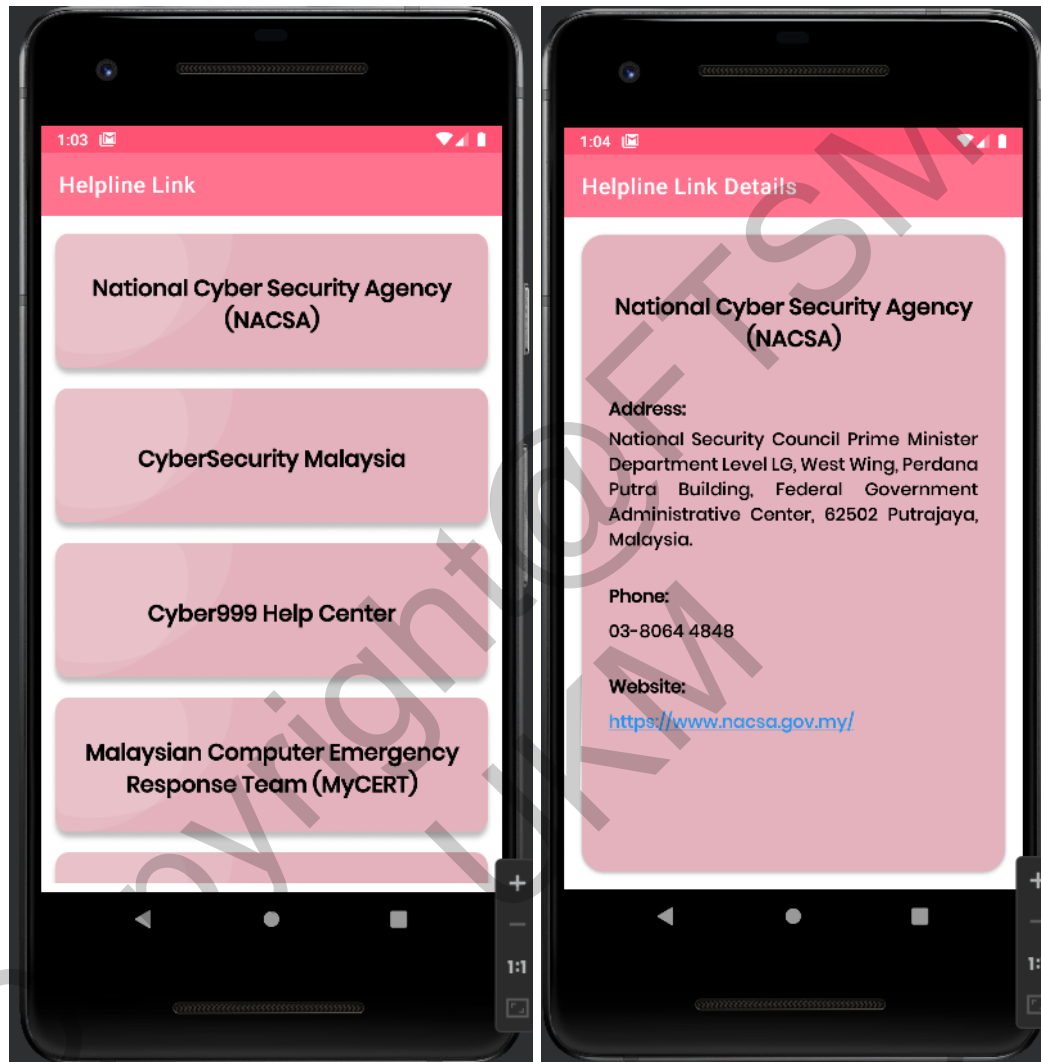 1:03
Helpline Link
National Cyber Security Agency
(NACSA)
CyberSecurity Malaysia
Cyber999 Help Center
Malaysian Computer Emergency
Response Team (MyCERT)
1:1
1:04
Helpline Link Details
National Cyber Security Agency
(NACSA)
Address:
National Security Council Prime Minister
Department Level LG, West Wing, Perdana
Putra Building, Federal Government
Administrative Center, 62502 Putrajaya,
Malaysia.
Phone:
03-8064 4848
Website:
https://www.nacsa.gov.my/
pyright@FTSM
UKM